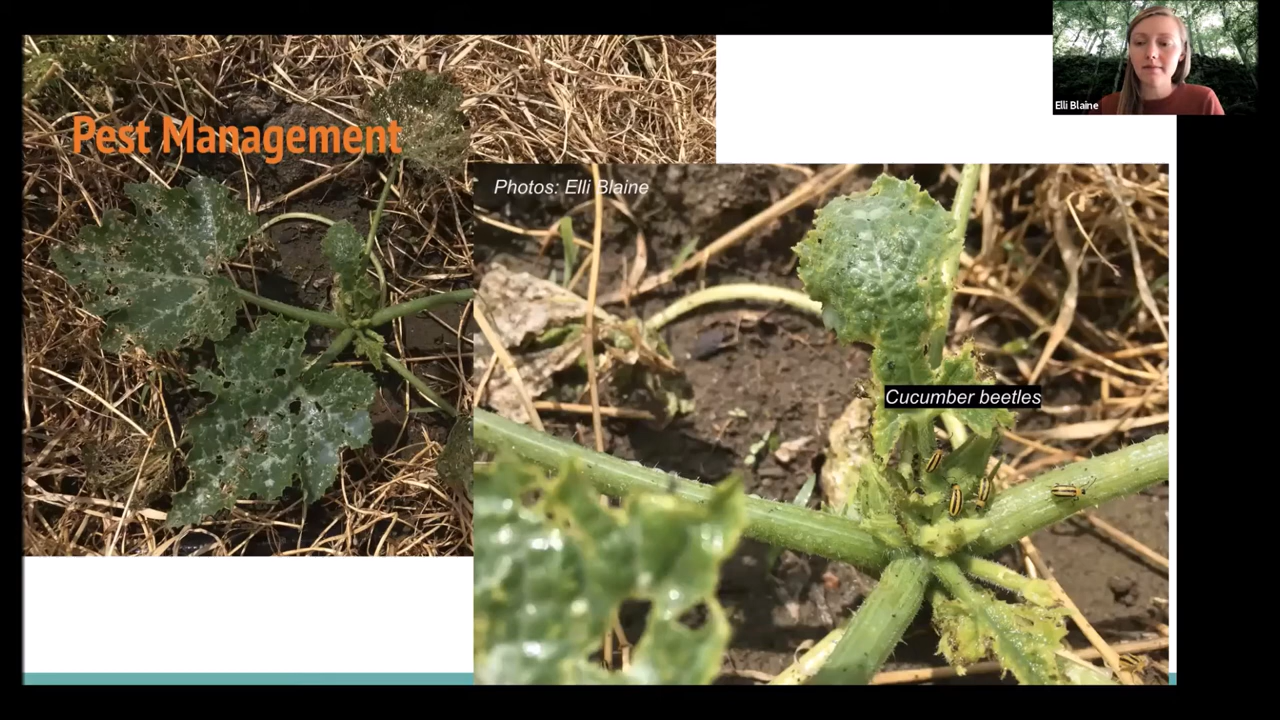 Pest Management
Photos: Elli Blaine
Cucumber beetles
Elli Blaine